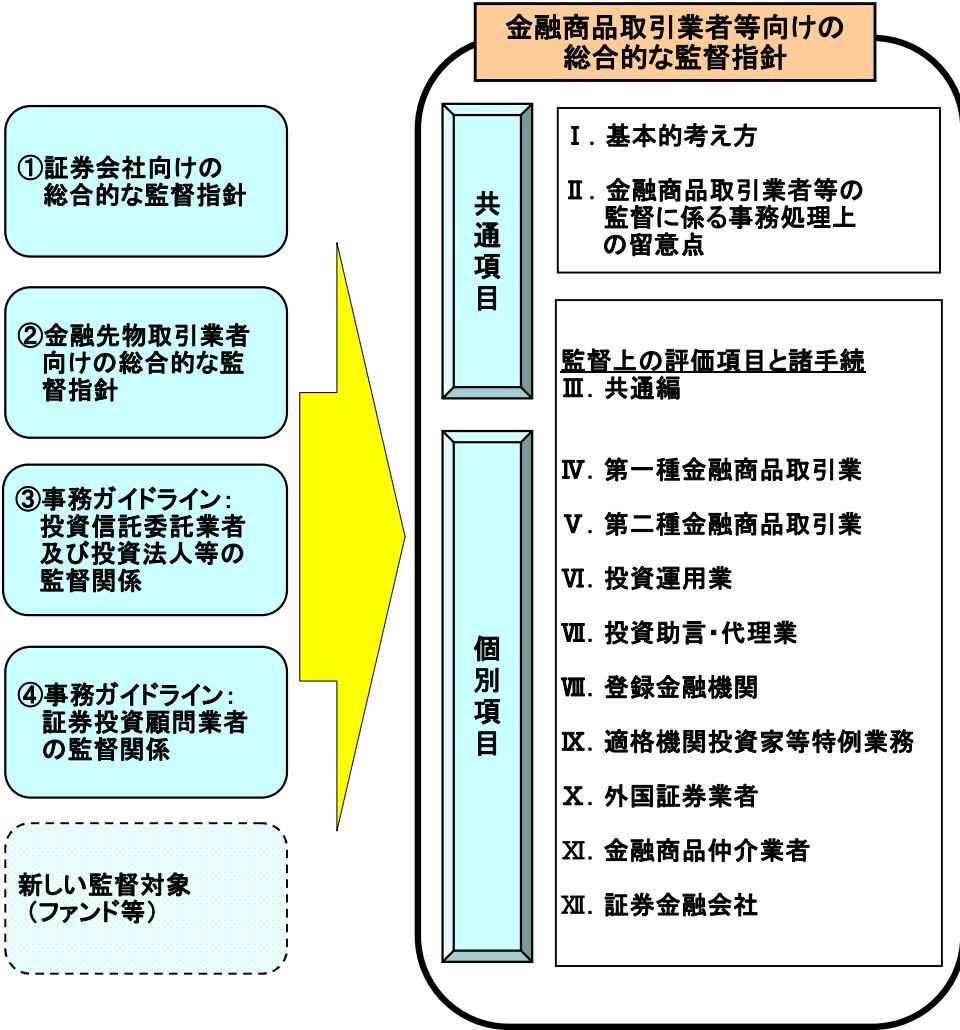 金融商品取引業者等向けの
総合的な監督指針
①証券会社向けの
総合的な監督指針
②金融先物取引業者
向けの総合的な監
督指針
③事務ガイドライン：
投資信託委託業者
及び投資法人等の
監督関係
④事務ガイドライン：
証券投資顧問業者
の監督関係
新しい監督対象
（ファンド等）
共通項目
Ⅰ．基本的考え方
Ⅱ．金融商品取引業者等の
監督に係る事務処理上
の留意点
個別項目
監督上の評価項目と諸手続
Ⅲ．共通編
Ⅳ．第一種金融商品取引業
Ⅴ．第二種金融商品取引業
Ⅵ．投資運用業
Ⅶ．投資助言・代理業
Ⅷ．登録金融機関
Ⅸ．適格機関投資家等特例業務
Ⅹ．外国証券業者
Ⅺ．金融商品仲介業者
Ⅻ．証券金融会社